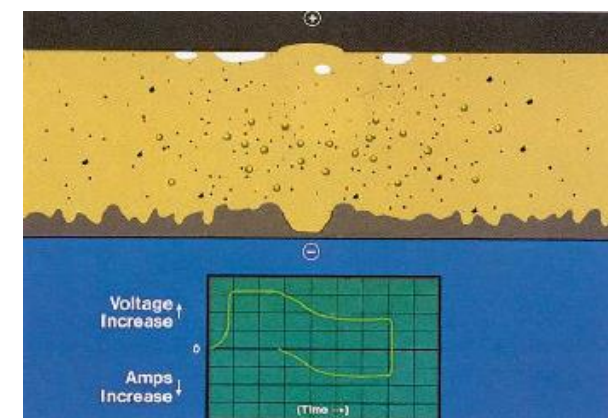 +
−
Voltage
Increase ↑
0
Amps
Increase ↓
(Time →)